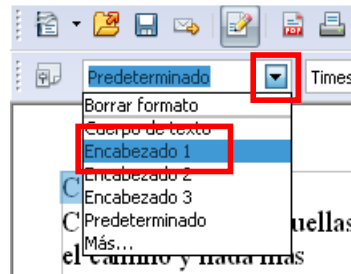 Predeterminado
Times
Borrar formato
Cuerpo de texto
Encabezado 1
Encabezado 2
C
Encabezado 3
C
Predeterminado
uellas
Más...
el camino y nada más